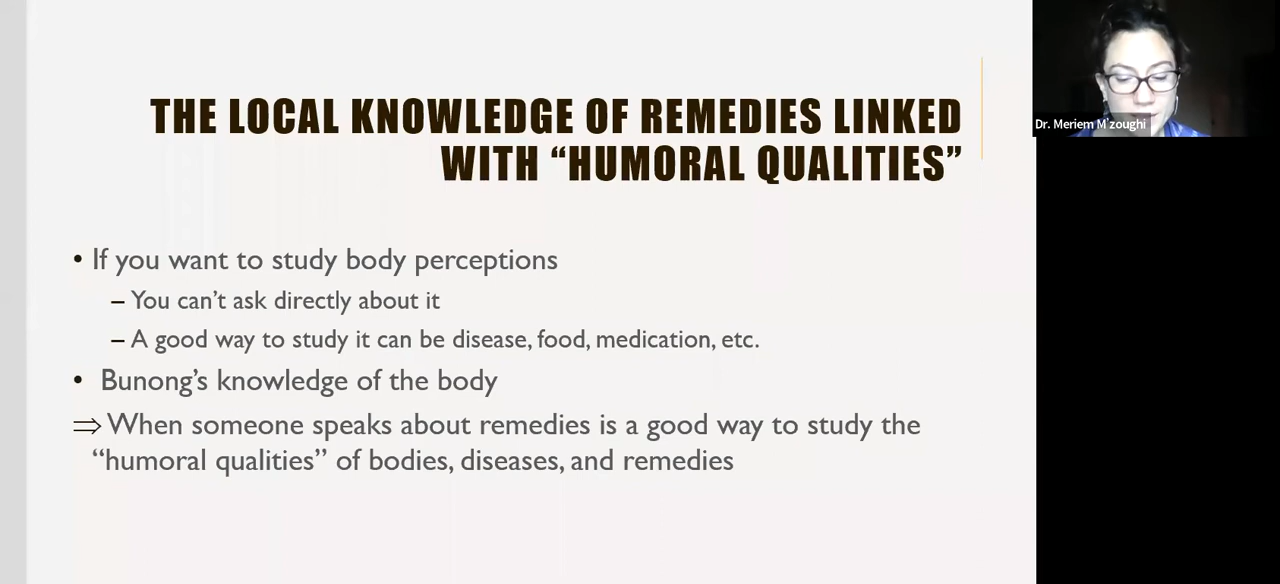 THE LOCAL KNOWLEDGE OF REMEDIES LINKED
WITH “HUMORAL QUALITIES”
• If you want to study body perceptions
– You can’t ask directly about it
– A good way to study it can be disease, food, medication, etc.
• Bunong’s knowledge of the body
⇒ When someone speaks about remedies is a good way to study the
“humoral qualities” of bodies, diseases, and remedies
Dr. Meriem M'zoughi